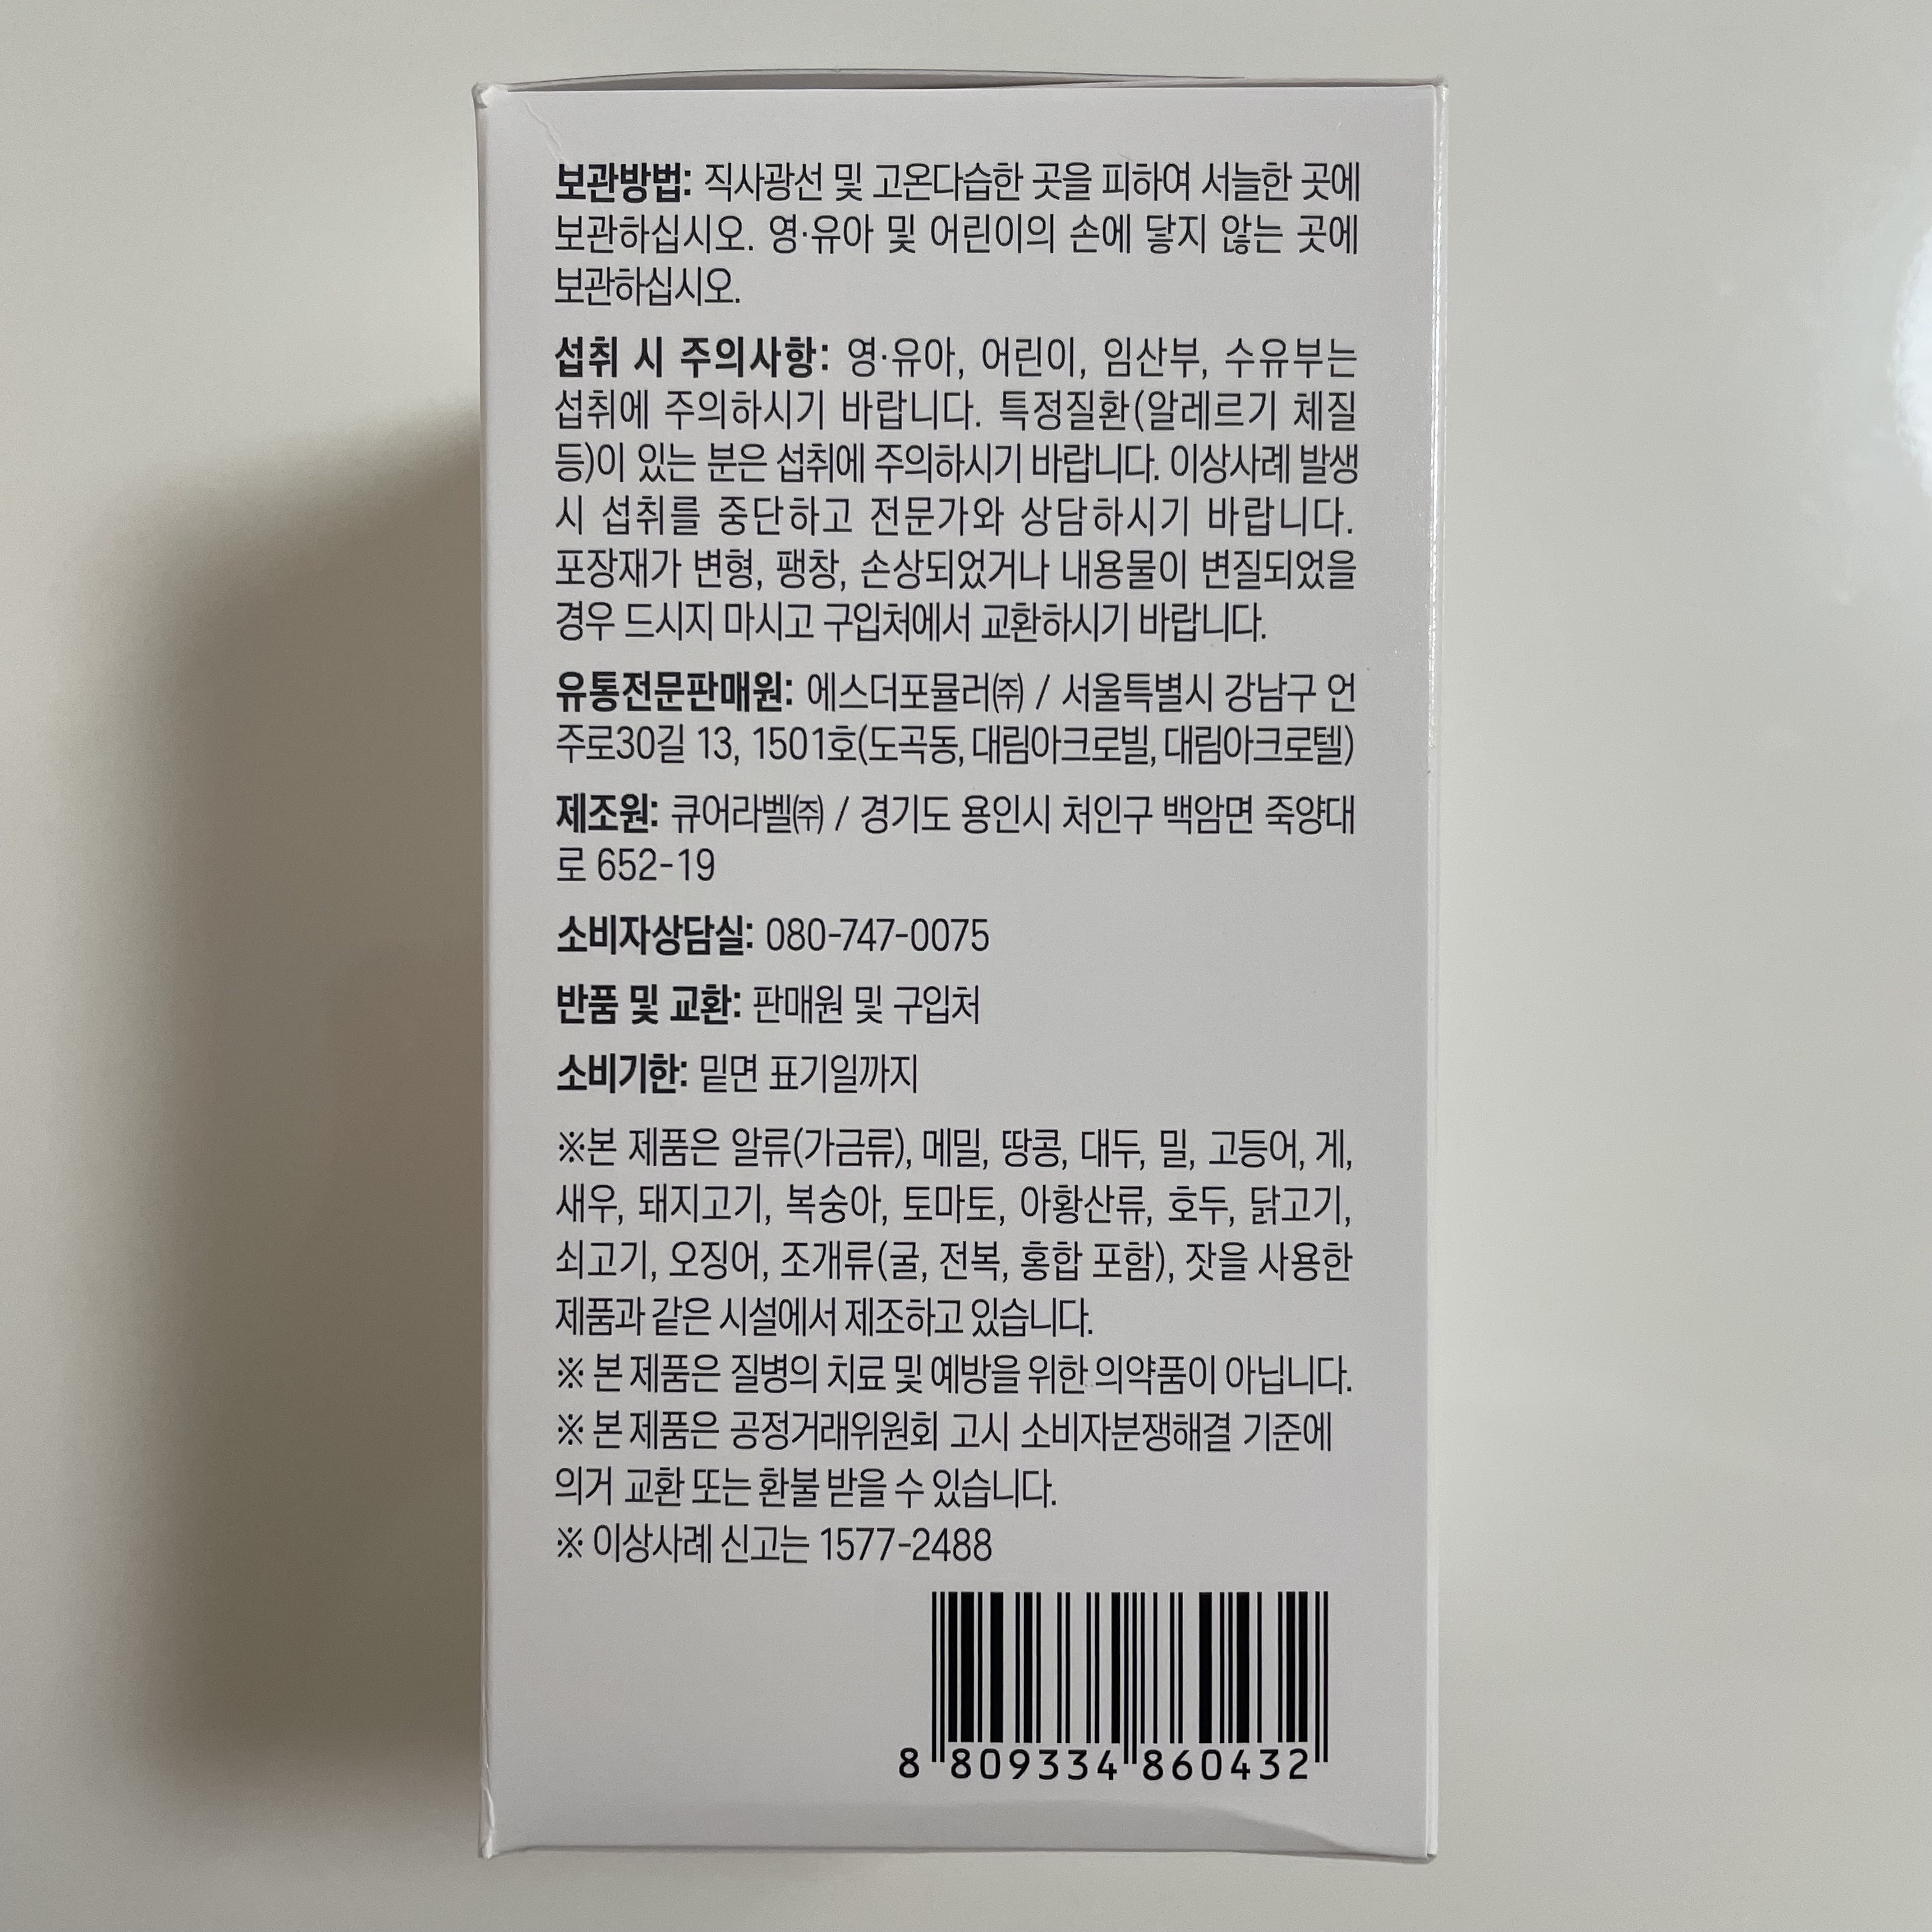 보관방법: 직사광선 및 고온다습한 곳을 피하여 서늘한 곳에
보관하십시오. 영·유아 및 어린이의 손에 닿지 않는 곳에
보관하십시오.
섭취 시 주의사항: 영·유아, 어린이, 임산부, 수유부는
섭취에 주의하시기 바랍니다. 특정질환(알레르기 체질
등)이 있는 분은 섭취에 주의하시기 바랍니다. 이상사례 발생
시 섭취를 중단하고 전문가와 상담하시기 바랍니다.
포장재가 변형, 팽창, 손상되었거나 내용물이 변질되었을
경우 드시지 마시고 구입처에서 교환하시기 바랍니다.
유통전문판매원: 에스더포뮬러㈜ / 서울특별시 강남구 언
주로30길 13, 1501호(도곡동, 대림아크로빌, 대림아크로텔)
제조원: 큐어라벨㈜ / 경기도 용인시 처인구 백암면 죽양대
로 652-19
소비자상담실: 080-747-0075
반품 및 교환: 판매원 및 구입처
소비기한: 밑면 표기일까지
※본 제품은 알류(가금류), 메밀, 땅콩, 대두, 밀, 고등어, 게,
새우, 돼지고기, 복숭아, 토마토, 아황산류, 호두, 닭고기,
쇠고기, 오징어, 조개류(굴, 전복, 홍합 포함), 잣을 사용한
제품과 같은 시설에서 제조하고 있습니다.
※ 본 제품은 질병의 치료 및 예방을 위한 의약품이 아닙니다.
※ 본 제품은 공정거래위원회 고시 소비자분쟁해결 기준에
의거 교환 또는 환불 받을 수 있습니다.
※ 이상사례 신고는 1577-2488
8 809334 860432